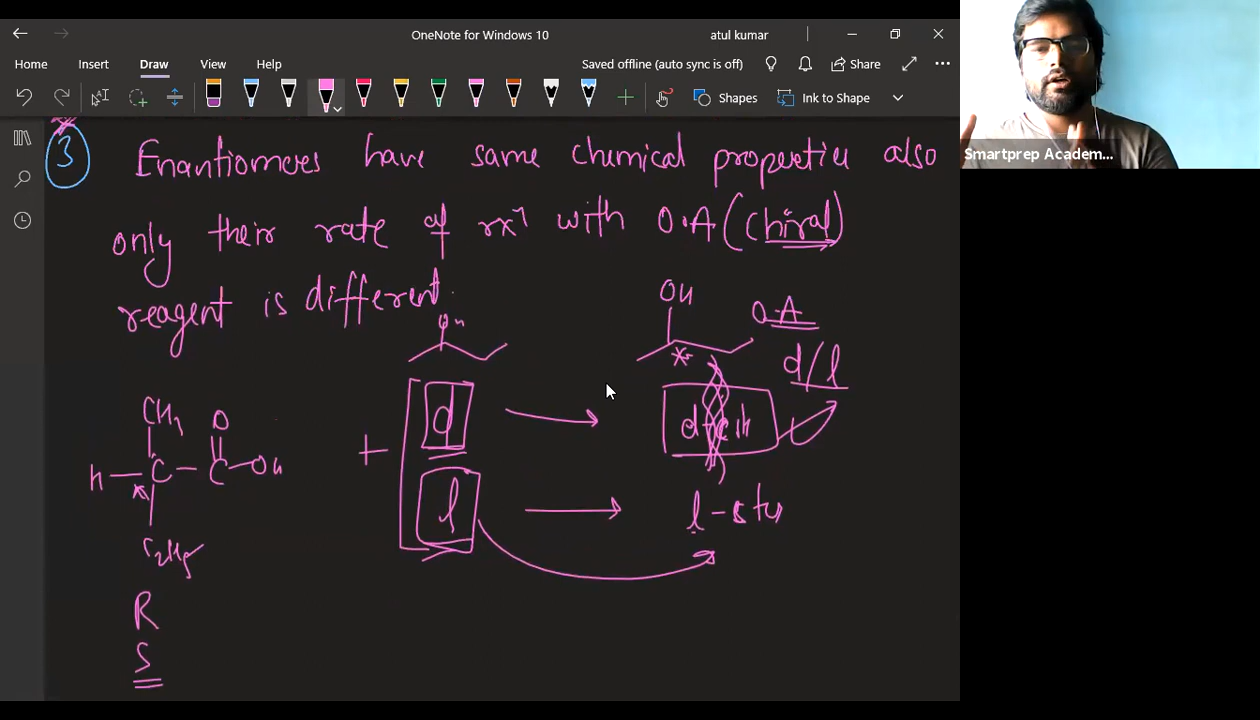 OneNote for Windows 10
atul kumar
Home Insert Draw View Help
Saved offline (auto sync is off)
Share
Shapes
Ink to Shape
Smartprep Academ...
3
Enantiomers have same chemical propertie also
only their rate of rxn with O.A (chiral)
reagent is different.
OH
OH
O.A
d/l
CH3
O
H C C OH
C2H5
+
d
l
l-
R
S